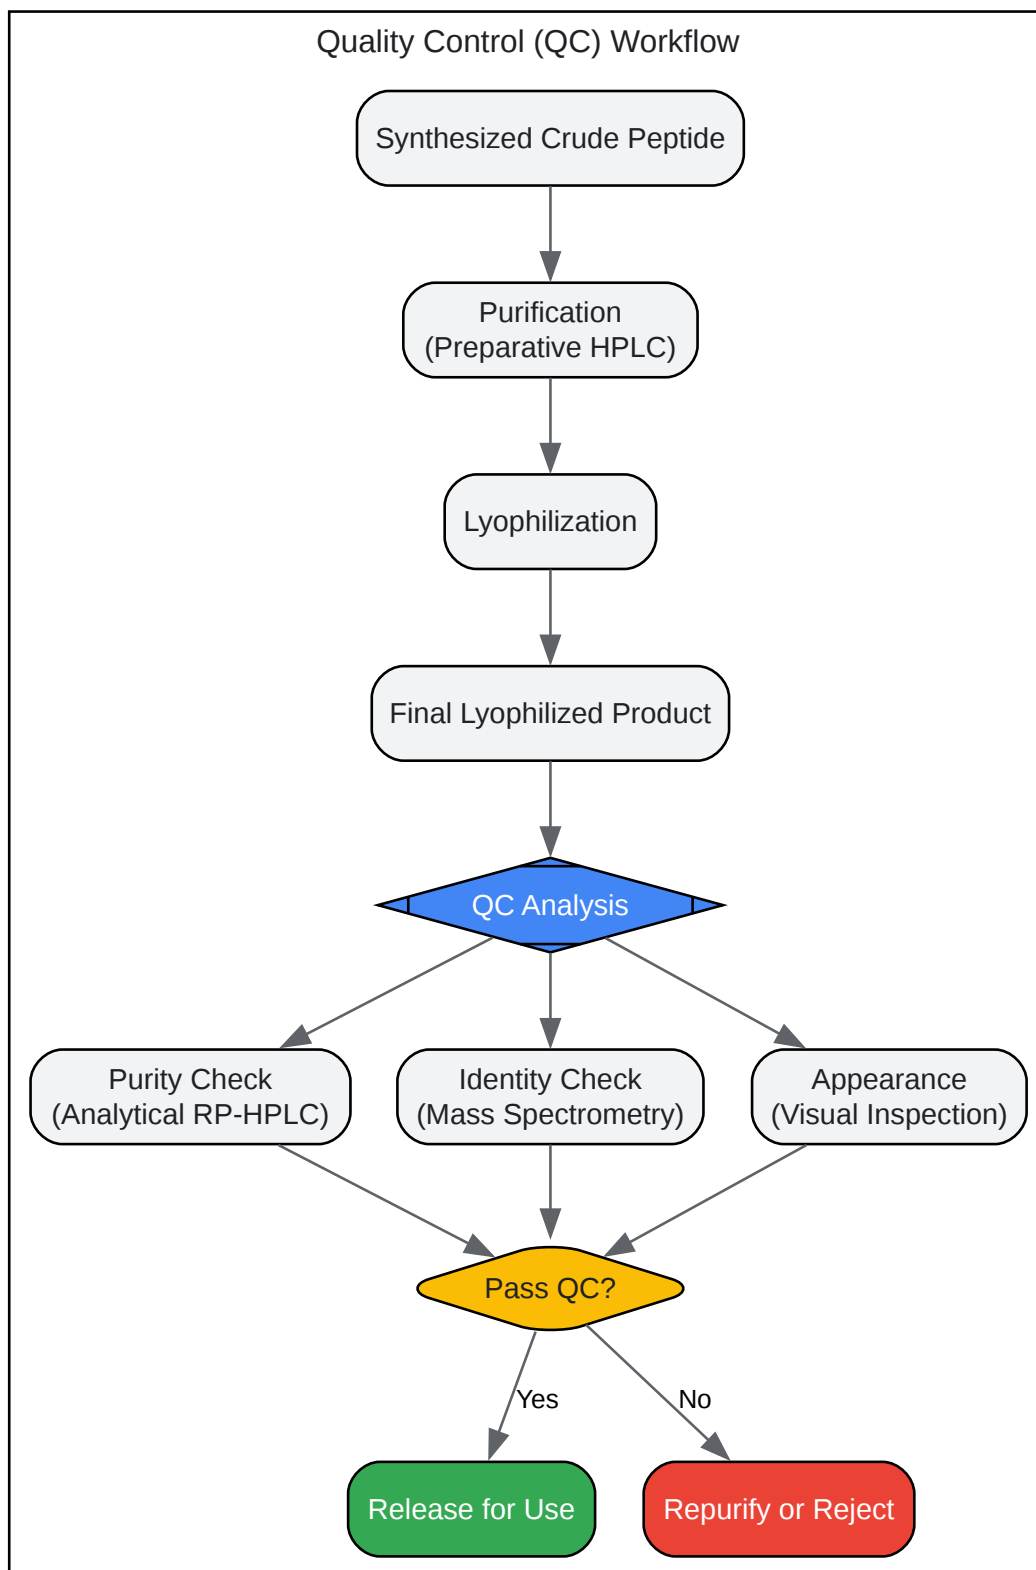 Quality Control (QC) Workflow
Synthesized Crude Peptide
Purification
(Preparative HPLC)
Lyophilization
Final Lyophilized Product
QC Analysis
Purity Check
(Analytical RP-HPLC)
Identity Check
(Mass Spectrometry)
Appearance
(Visual Inspection)
Pass QC?
Yes
No
Release for Use
Repurify or Reject